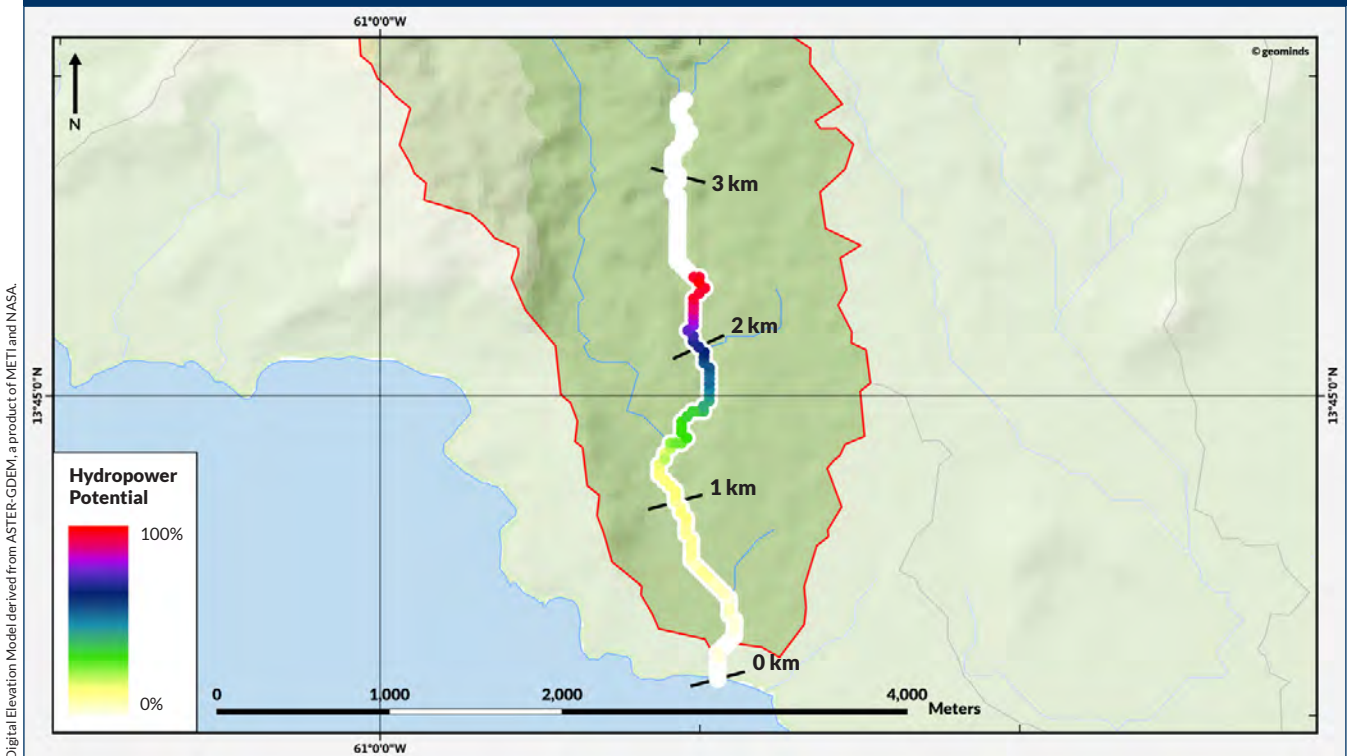 61°0'0"W
© geominds
N
3 km
2 km
13°45'0"N
13°45'0"N
1 km
Hydropower
Potential
100%
0%
0 km
0
1,000
2,000
4,000
Meters
61°0'0"W
Digital Elevation Model derived from ASTER-GDEM, a product of METI and NASA.